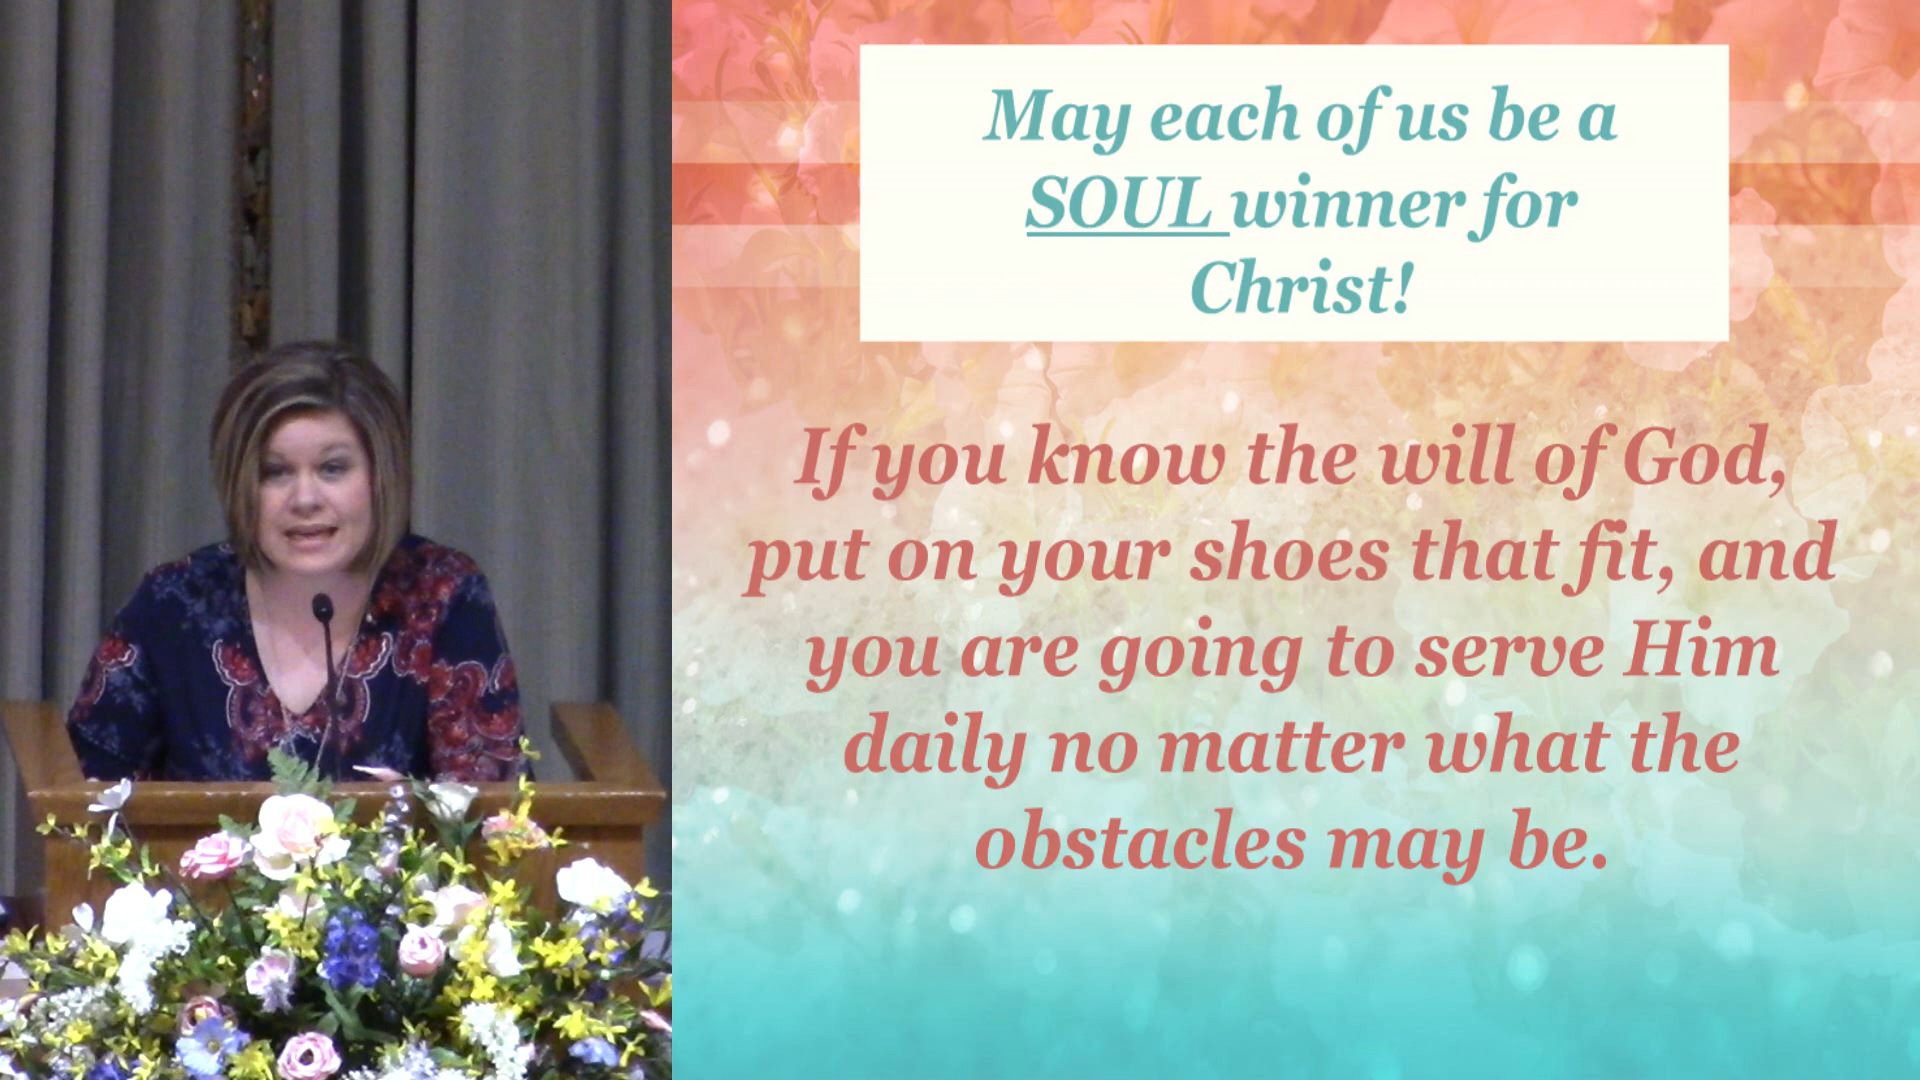 May each of us be a
SOUL winner for
Christ!
If you know the will of God,
put on your shoes that fit, and
you are going to serve Him
daily no matter what the
obstacles may be.